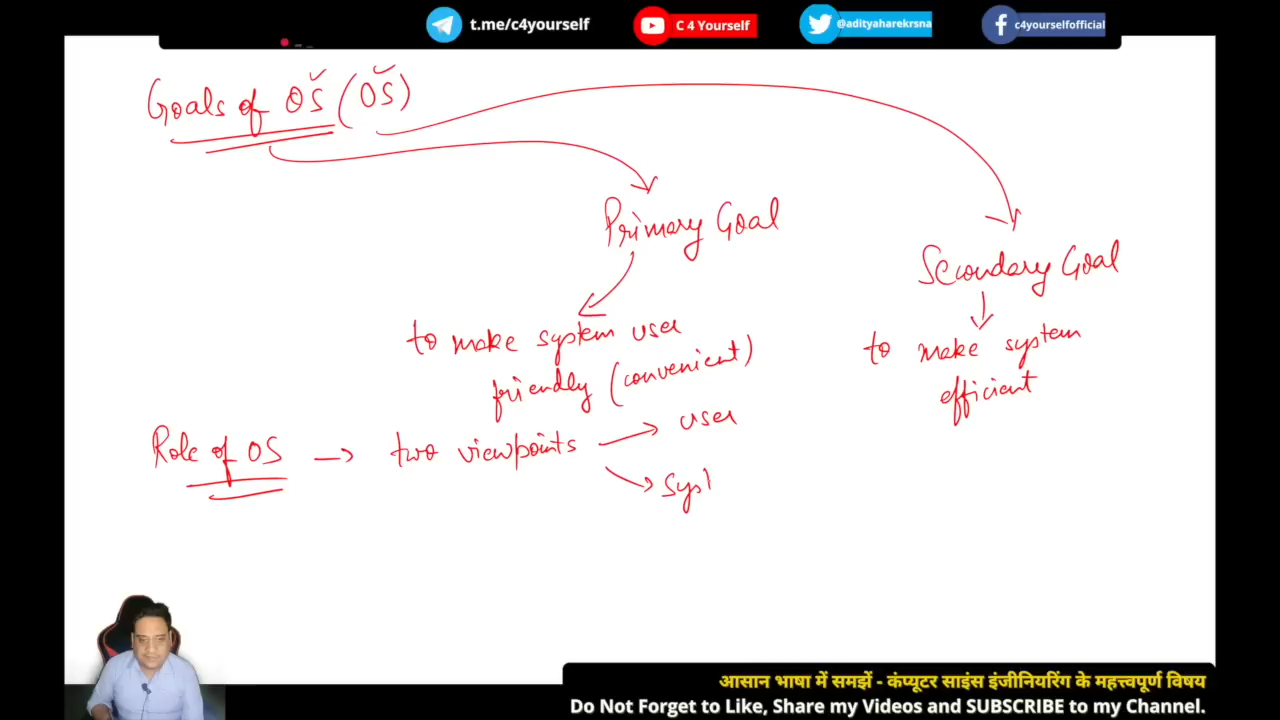 t.me/c4yourself
C 4 Yourself
@adityaharekrsna
c4yourselfofficial
Goals of OS (OS)
Primary Goal
Secondary Goal
to make system user
friendly (convenient)
to make system
efficient
Role of OS → two viewpoints → user
→ Syst
आसान भाषा में समझें - कंप्यूटर साइंस इंजीनियरिंग के महत्त्वपूर्ण विषय
Do Not Forget to Like, Share my Videos and SUBSCRIBE to my Channel.